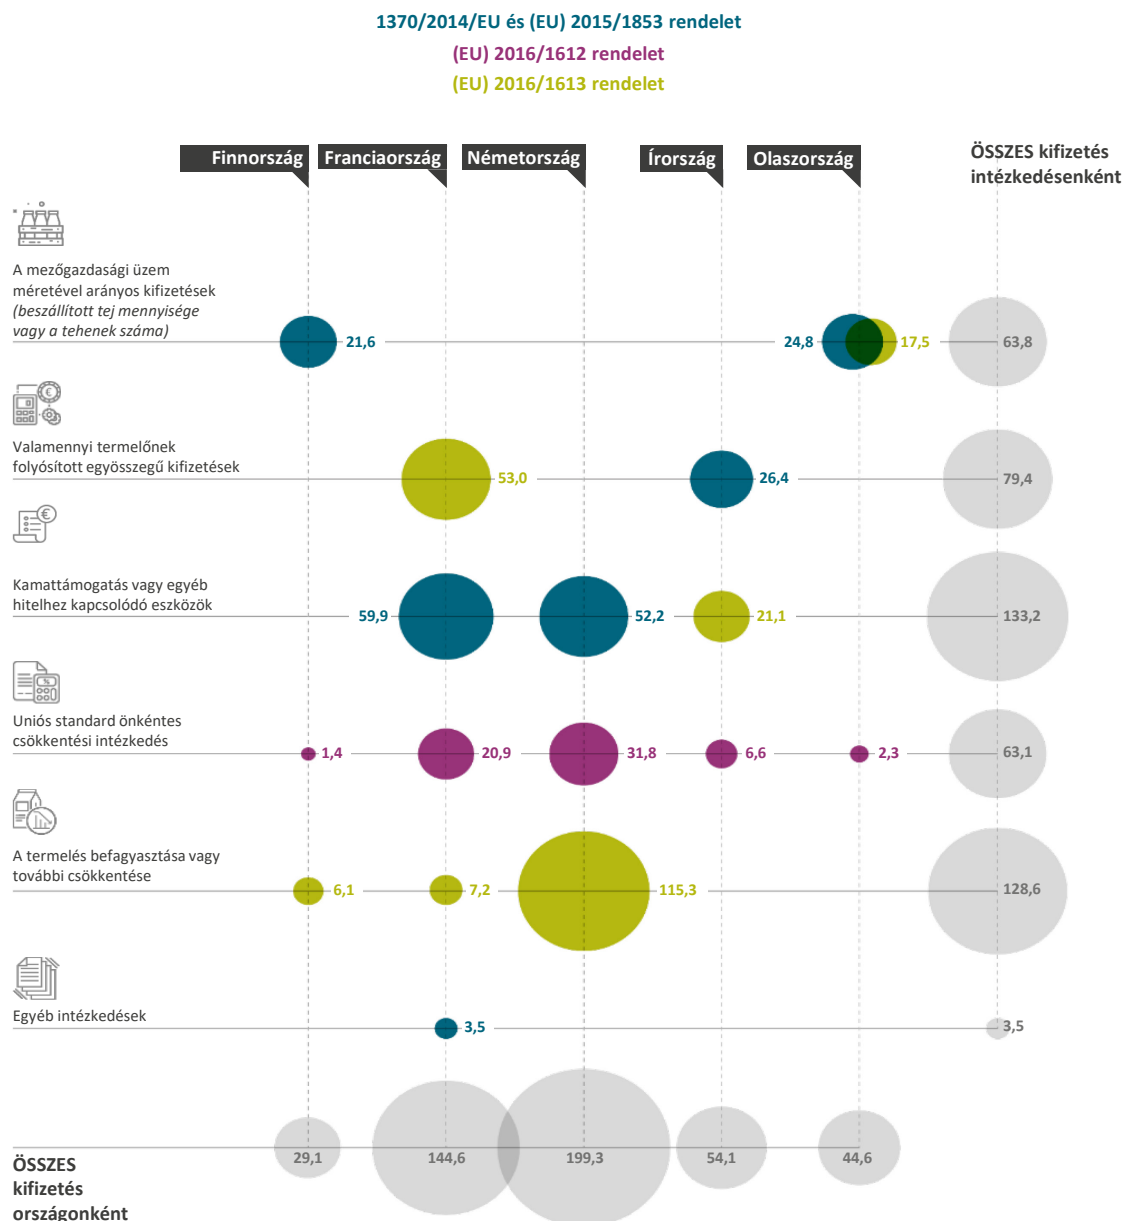 1370/2014/EU és (EU) 2015/1853 rendelet
(EU) 2016/1612 rendelet
(EU) 2016/1613 rendelet
Finnország
Franciaország
Németország
Írország
Olaszország
ÖSSZES kifizetés
intézkedésenként
A mezőgazdasági üzem
méretével arányos kifizetések
(beszállított tej mennyisége
vagy a tehenek száma)
21,6
24,8
17,5
63,8
Valamennyi termelőnek
folyósított egyösszegű kifizetések
53,0
26,4
79,4
Kamattámogatás vagy egyéb
hitelhez kapcsolódó eszközök
59,9
52,2
21,1
133,2
Uniós standard önkéntes
csökkentési intézkedés
1,4
20,9
31,8
6,6
2,3
63,1
A termelés befagyasztása vagy
további csökkentése
6,1
7,2
115,3
128,6
Egyéb intézkedések
3,5
3,5
ÖSSZES
kifizetés
országonként
29,1
144,6
199,3
54,1
44,6